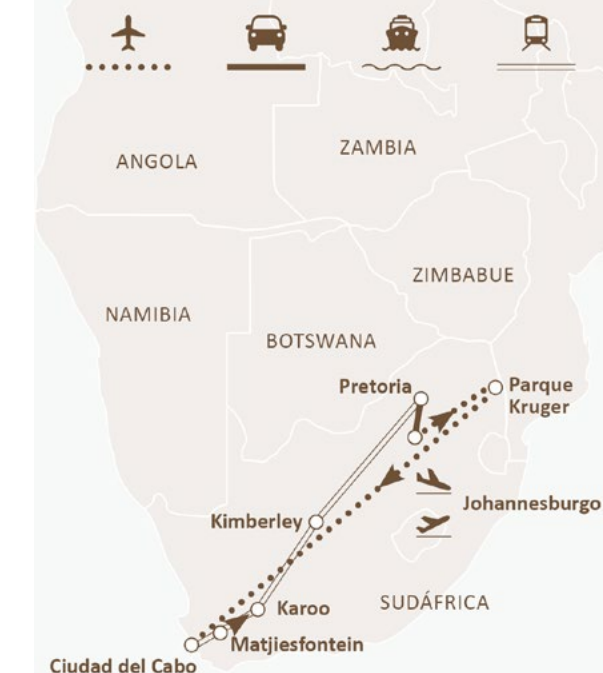 ANGOLA
ZAMBIA
ZIMBABUE
NAMIBIA
BOTSWANA
Pretoria
Parque
Kruger
Johannesburgo
Kimberley
Karoo
SUDÁFRICA
Matjiesfontein
Ciudad del Cabo